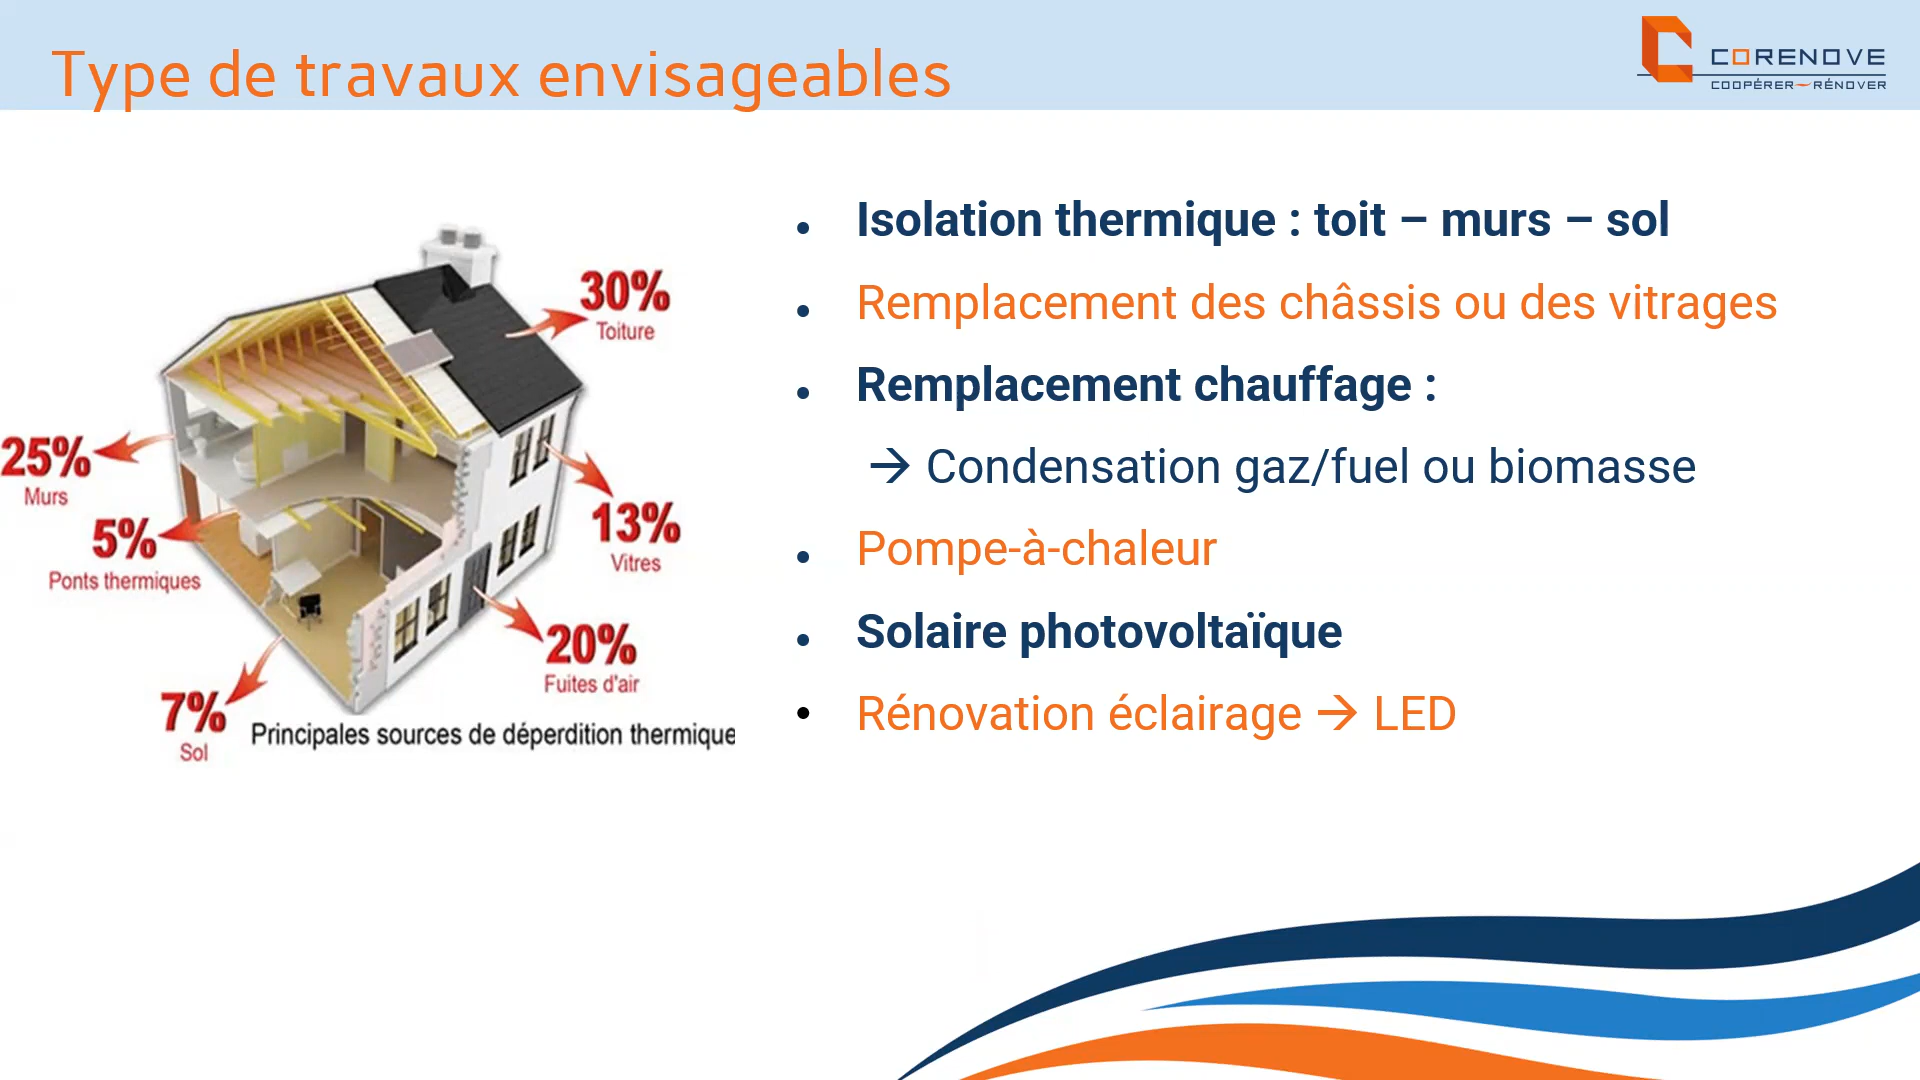 Type de travaux envisageables
CORENOVE
COOPÉRER RÉNOVER
30%
Toiture
25%
Murs
5%
Ponts thermiques
13%
Vitres
20%
Fuites d'air
7%
Sol
Principales sources de déperdition thermique
• Isolation thermique : toit – murs – sol
• Remplacement des châssis ou des vitrages
• Remplacement chauffage :
→ Condensation gaz/fuel ou biomasse
• Pompe-à-chaleur
• Solaire photovoltaïque
• Rénovation éclairage → LED